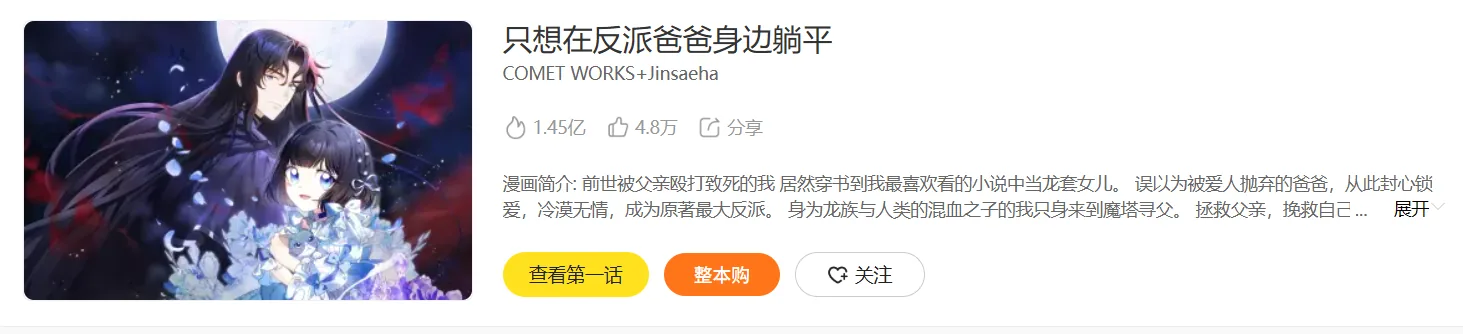 只想在反派爸爸身边躺平
COMET WORKS+Jinsaeha
1.45亿 4.8万 分享
漫画简介: 前世被父亲殴打致死的我 居然穿书到我最喜欢看的小说中当龙套女儿。 误以为被爱人抛弃的爸爸，从此封心锁
爱，冷漠无情，成为原著最大反派。 身为龙族与人类的混血之子的我只身来到魔塔寻父。 拯救父亲，挽救自己 ... 展开
查看第一话 整本购 关注